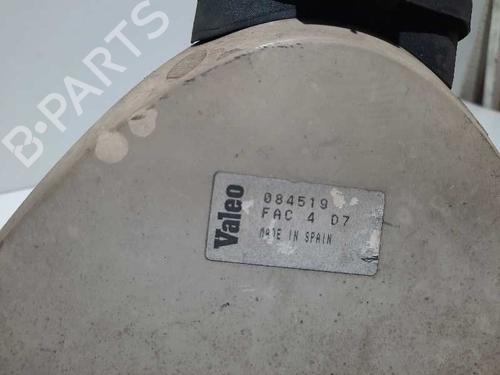 B-PARTS
Valeo
084519
FAC 4 D7
MADE IN SPAIN